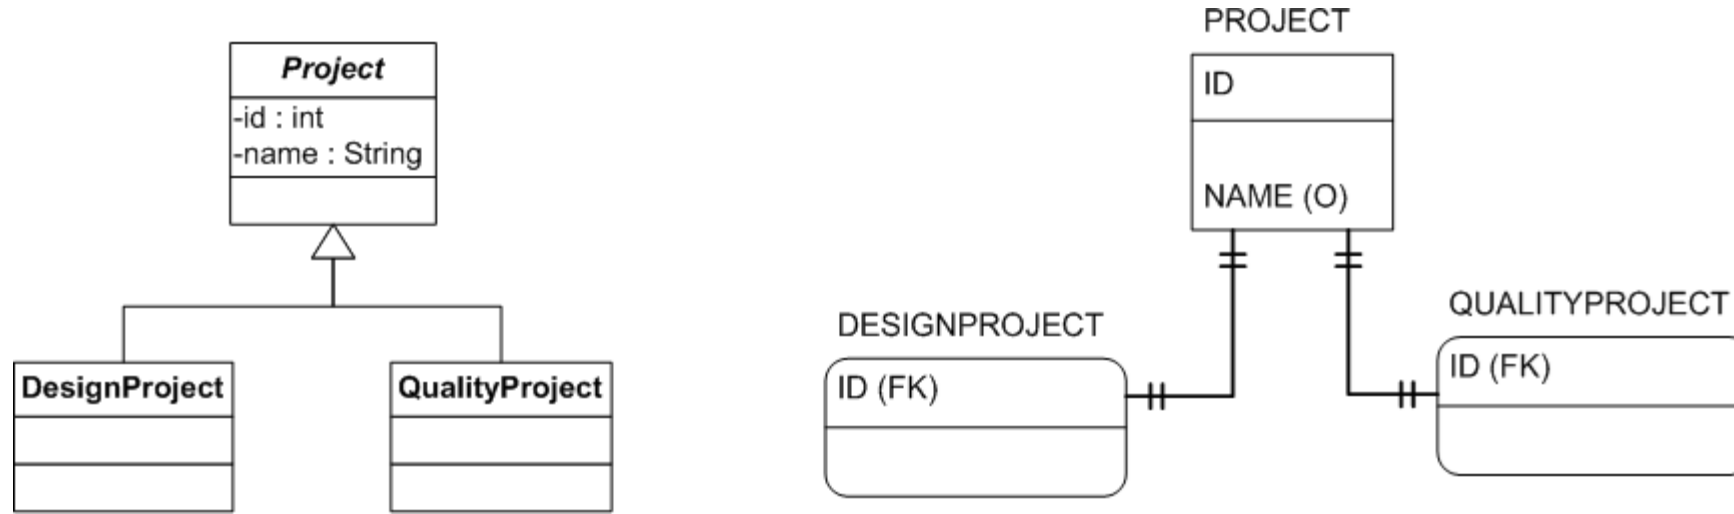 Project
-id : int
-name : String
DesignProject
QualityProject
PROJECT
ID
NAME (O)
DESIGNPROJECT
ID (FK)
QUALITYPROJECT
ID (FK)